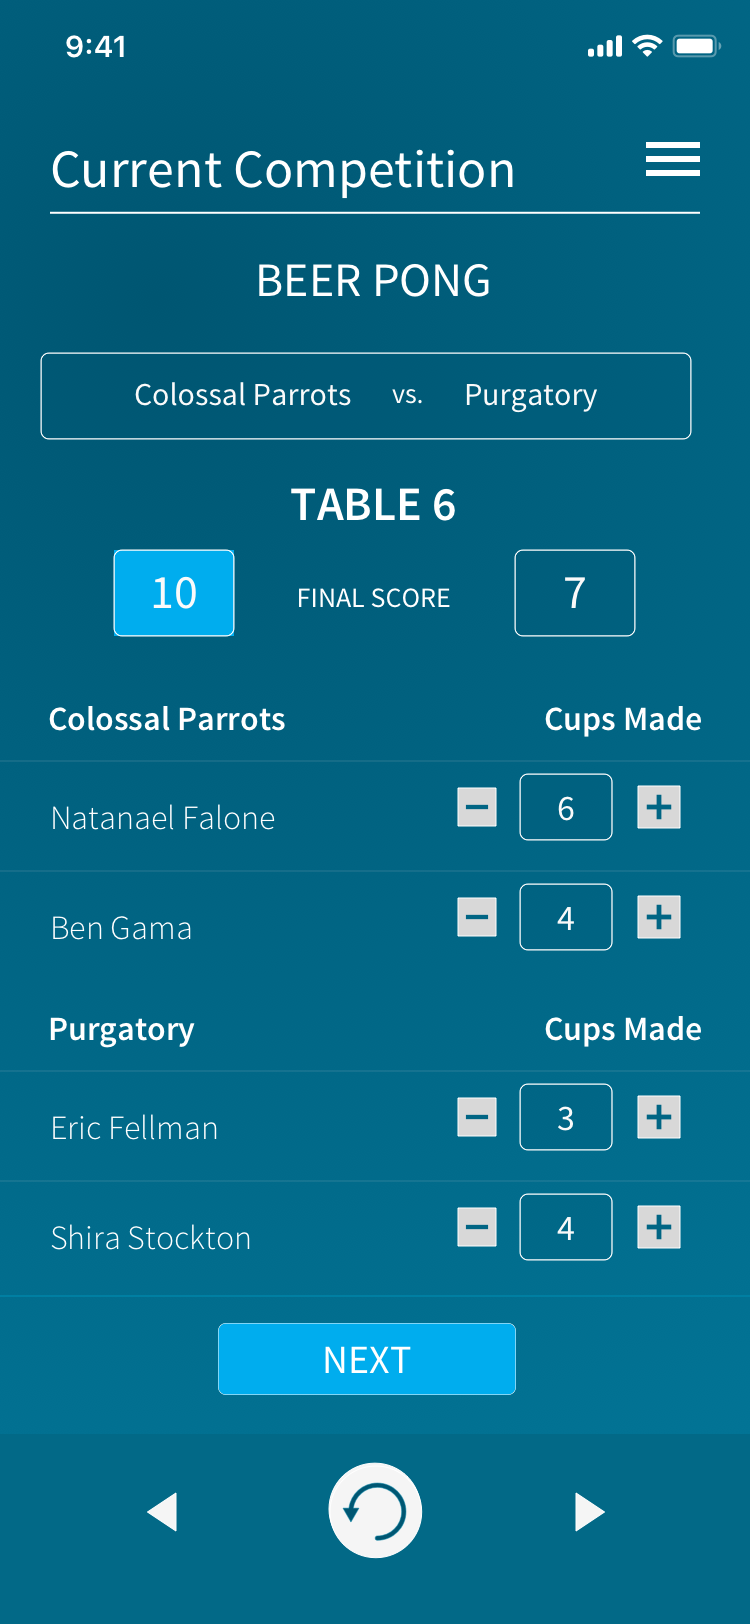 9:41
Current Competition
BEER PONG
Colossal Parrots vs. Purgatory
TABLE 6
10 FINAL SCORE 7
Colossal Parrots Cups Made
Natanael Falone − 6 +
Ben Gama − 4 +
Purgatory Cups Made
Eric Fellman − 3 +
Shira Stockton − 4 +
NEXT